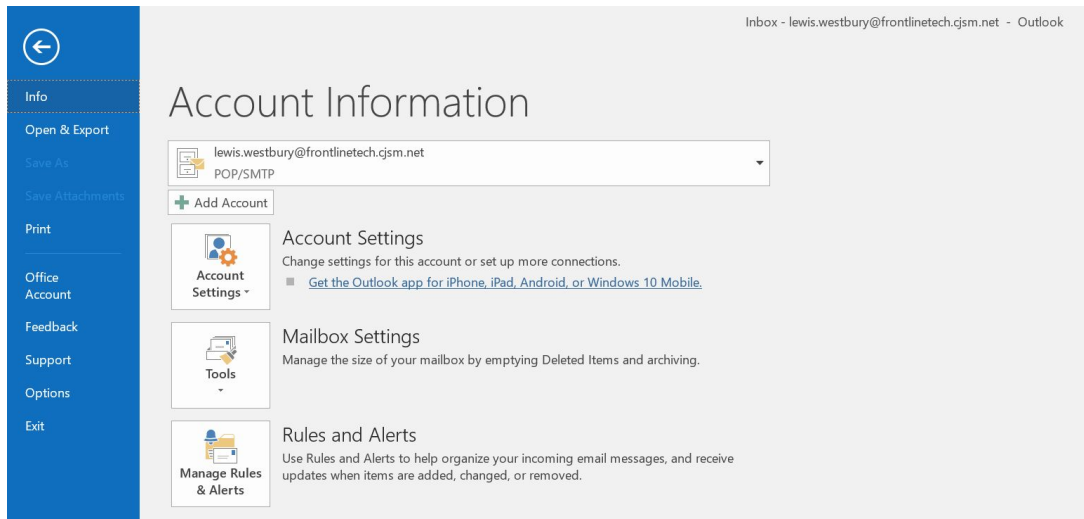 Inbox - lewis.westbury@frontlinetech.cjsm.net - Outlook
Info
Open & Export
Save As
Save Attachments
Print
Office
Account
Feedback
Support
Options
Exit
Account Information
lewis.westbury@frontlinetech.cjsm.net
POP/SMTP
Add Account
Account
Settings
Account Settings
Change settings for this account or set up more connections.
Get the Outlook app for iPhone, iPad, Android, or Windows 10 Mobile.
Tools
Mailbox Settings
Manage the size of your mailbox by emptying Deleted Items and archiving.
Manage Rules
& Alerts
Rules and Alerts
Use Rules and Alerts to help organize your incoming email messages, and receive
updates when items are added, changed, or removed.